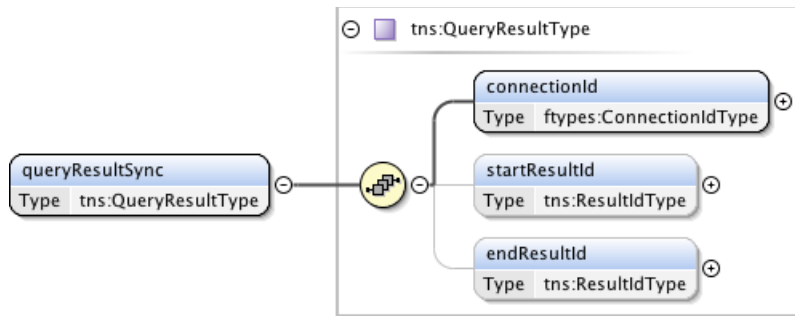 tns:QueryResultType
connectionId
Type ftypes:ConnectionIdType
queryResultSync
Type tns:QueryResultType
startResultId
Type tns:ResultIdType
endResultId
Type tns:ResultIdType